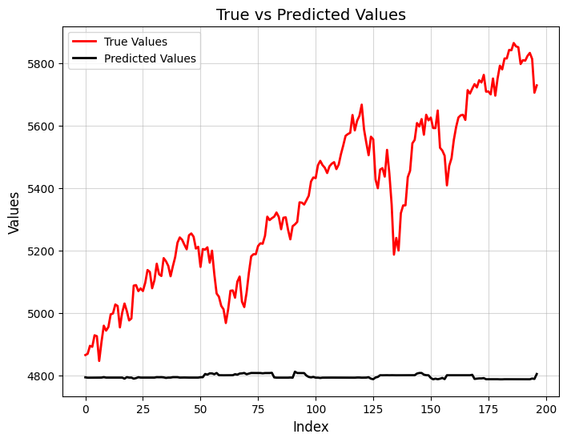 True vs Predicted Values
True Values
Predicted Values
5800
5600
5400
5200
5000
4800
Values
0 25 50 75 100 125 150 175 200
Index